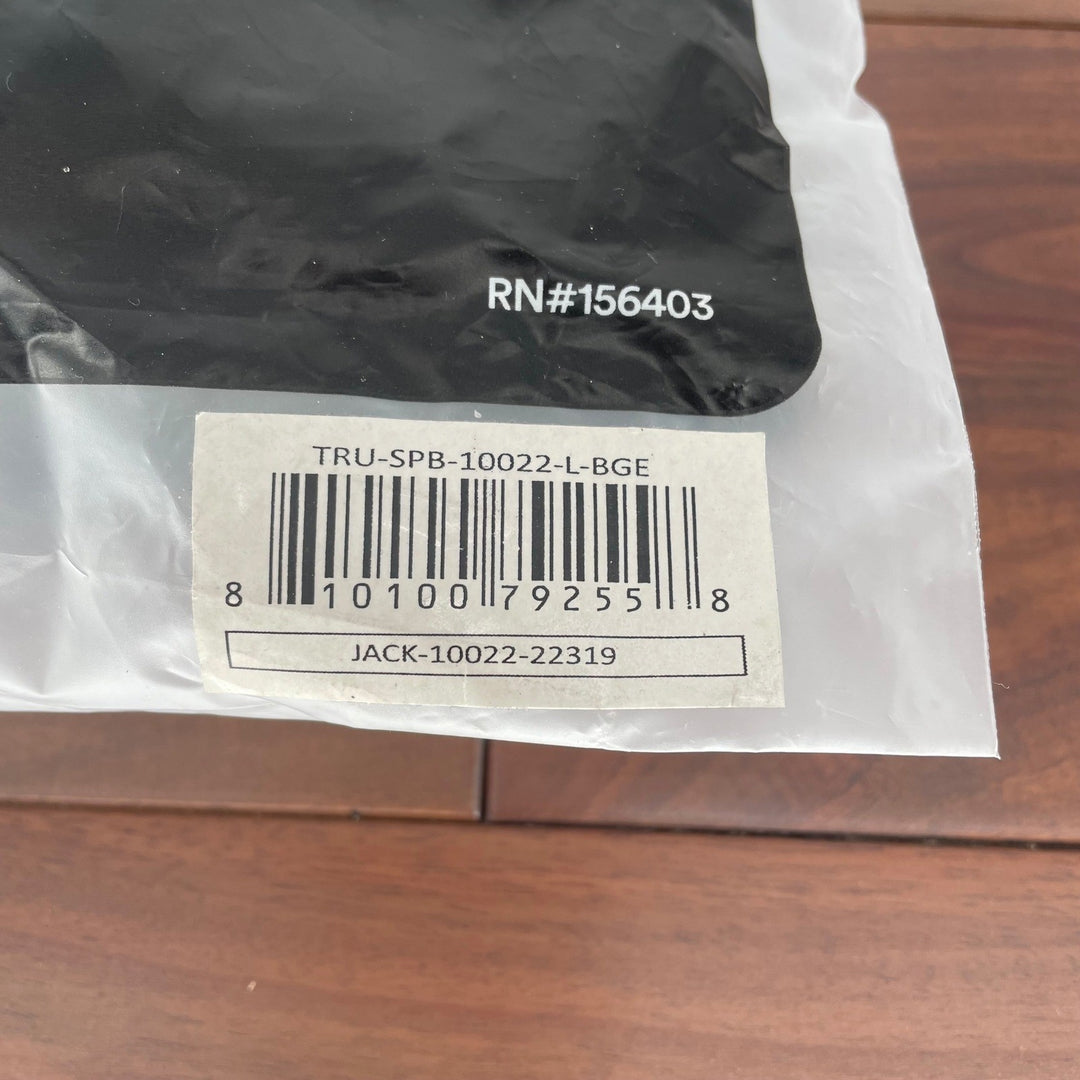 RN#156403
TRU-SPB-10022-L-BGE
8 10100 79255 8
JACK-10022-22319